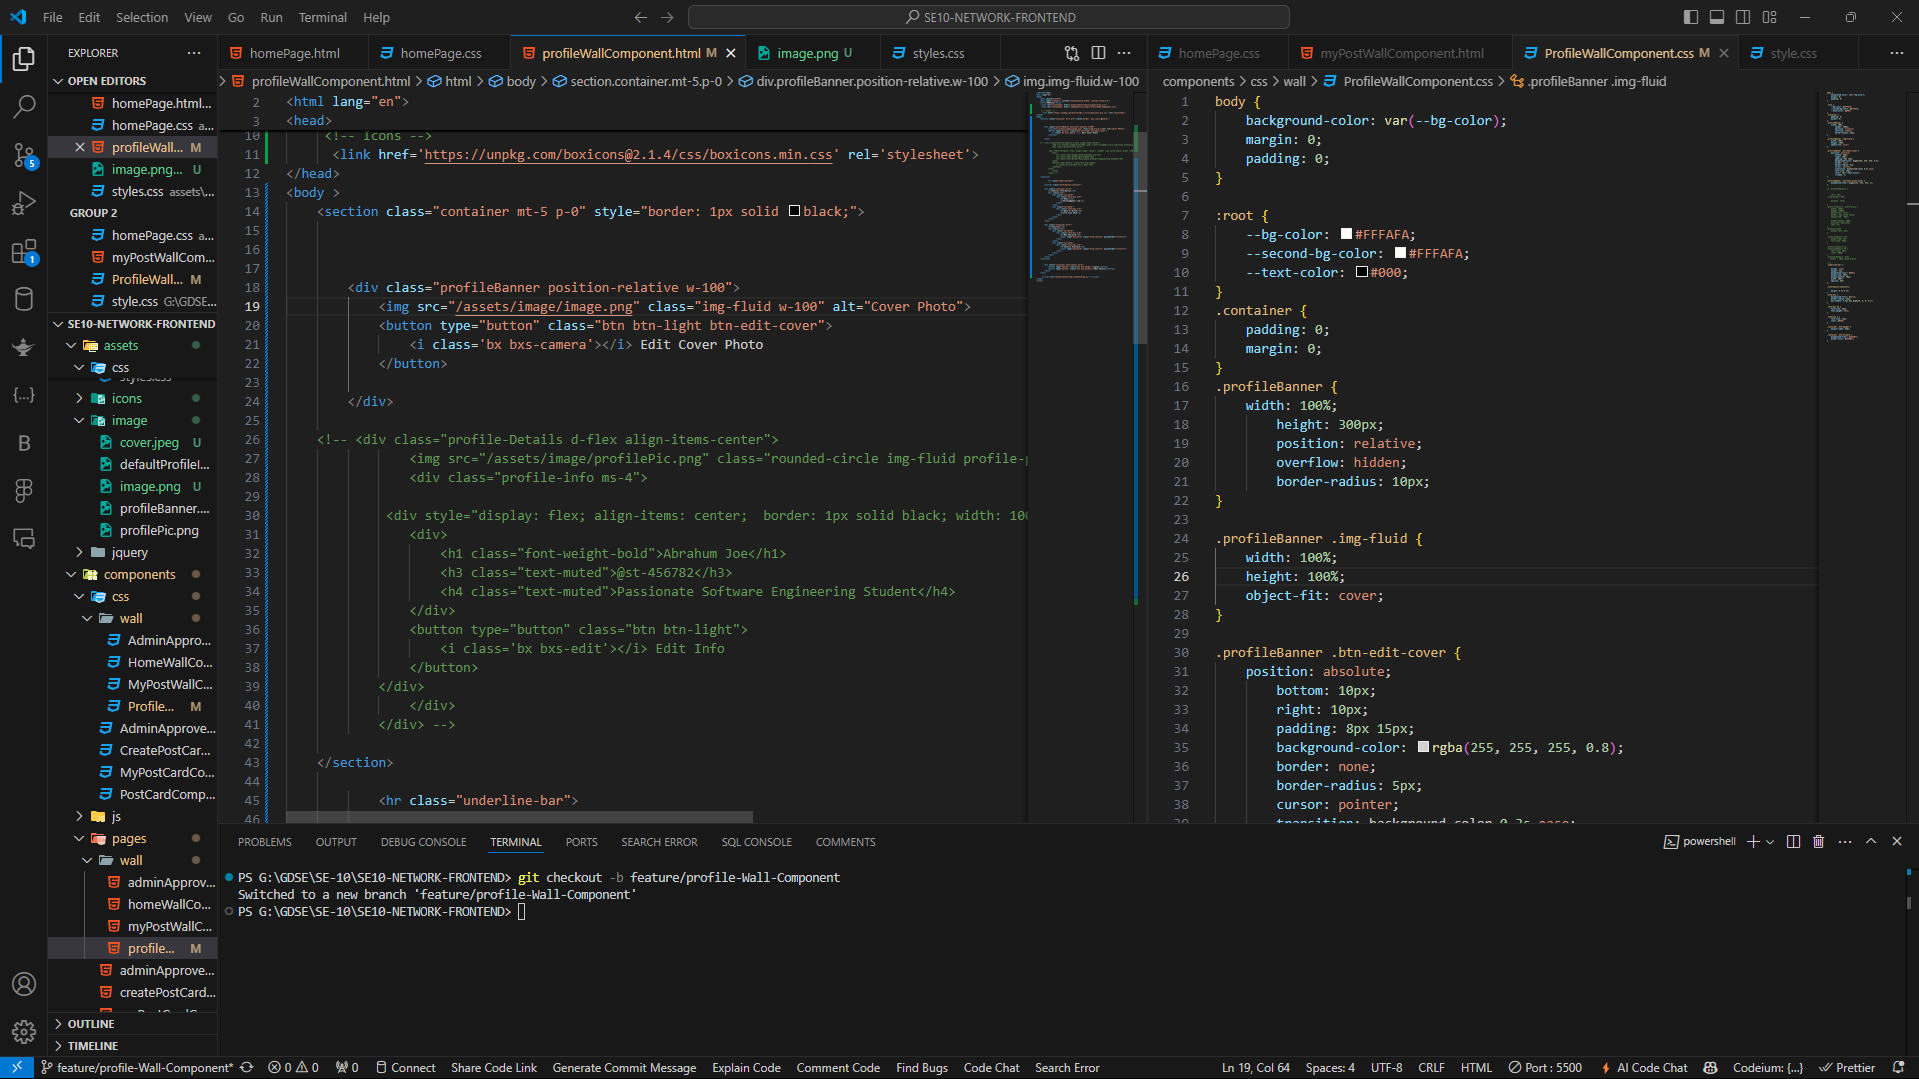 File Edit Selection View Go Run Terminal Help
SE10-NETWORK-FRONTEND
EXPLORER
OPEN EDITORS
homePage.html...
homePage.css a...
profileWall... M
image.png... U
styles.css assets\...
GROUP 2
homePage.css a...
myPostWallCom...
ProfileWall... M
style.css G:\GDSE...
SE10-NETWORK-FRONTEND
assets
css
icons
image
cover.jpeg U
defaultProfileI...
image.png U
profileBanner....
profilePic.png
jquery
components
css
wall
AdminAppro...
HomeWallCo...
MyPostWallC...
Profile... M
AdminApprove...
CreatePostCar...
MyPostCardCo...
PostCardComp...
js
pages
wall
adminApprov...
homeWallCo...
myPostWallC...
profile... M
adminApprove...
createPostCard...
OUTLINE
TIMELINE
homePage.html
homePage.css
profileWallComponent.html M
image.png U
styles.css
profileWallComponent.html > html > body > section.container.mt-5.p-0 > div.profileBanner.position-relative.w-100 > img.img-fluid.w-100
2 <html lang="en">
3 <head>
10 <!-- Icons -->
11 <link href='https://unpkg.com/boxicons@2.1.4/css/boxicons.min.css' rel='stylesheet'>
12 </head>
13 <body >
14 <section class="container mt-5 p-0" style="border: 1px solid black;">
15
16
17
18 <div class="profileBanner position-relative w-100">
19 <img src="/assets/image/image.png" class="img-fluid w-100" alt="Cover Photo">
20 <button type="button" class="btn btn-light btn-edit-cover">
21 <i class='bx bxs-camera'></i> Edit Cover Photo
22 </button>
23
24 </div>
25
26 <!-- <div class="profile-Details d-flex align-items-center">
27 <img src="/assets/image/profilePic.png" class="rounded-circle img-fluid profile-p
28 <div class="profile-info ms-4">
29
30 <div style="display: flex; align-items: center;  border: 1px solid black; width: 100
31 <div>
32 <h1 class="font-weight-bold">Abrahum Joe</h1>
33 <h3 class="text-muted">@st-456782</h3>
34 <h4 class="text-muted">Passionate Software Engineering Student</h4>
35 </div>
36 <button type="button" class="btn btn-light">
37 <i class='bx bxs-edit'></i> Edit Info
38 </button>
39 </div>
40 </div>
41 </div> -->
42
43 </section>
44
45 <hr class="underline-bar">
46
homePage.css
myPostWallComponent.html
ProfileWallComponent.css M
style.css
components > css > wall > ProfileWallComponent.css > .profileBanner .img-fluid
1 body {
2 background-color: var(--bg-color);
3 margin: 0;
4 padding: 0;
5 }
6
7 :root {
8 --bg-color: #FFFAFA;
9 --second-bg-color: #FFFAFA;
10 --text-color: #000;
11 }
12 .container {
13 padding: 0;
14 margin: 0;
15 }
16 .profileBanner {
17 width: 100%;
18 height: 300px;
19 position: relative;
20 overflow: hidden;
21 border-radius: 10px;
22 }
23
24 .profileBanner .img-fluid {
25 width: 100%;
26 height: 100%;
27 object-fit: cover;
28 }
29
30 .profileBanner .btn-edit-cover {
31 position: absolute;
32 bottom: 10px;
33 right: 10px;
34 padding: 8px 15px;
35 background-color: rgba(255, 255, 255, 0.8);
36 border: none;
37 border-radius: 5px;
38 cursor: pointer;
39 transition: background-color 0.3s ease;
PROBLEMS OUTPUT DEBUG CONSOLE TERMINAL PORTS SEARCH ERROR SQL CONSOLE COMMENTS
powershell
PS G:\GDSE\SE-10\SE10-NETWORK-FRONTEND> git checkout -b feature/profile-Wall-Component
Switched to a new branch 'feature/profile-Wall-Component'
PS G:\GDSE\SE-10\SE10-NETWORK-FRONTEND>
feature/profile-Wall-Component* 0 0 0 Connect Share Code Link Generate Commit Message Explain Code Comment Code Find Bugs Code Chat Search Error Ln 19, Col 64 Spaces: 4 UTF-8 CRLF HTML Port : 5500 AI Code Chat Codeium: {...} Prettier